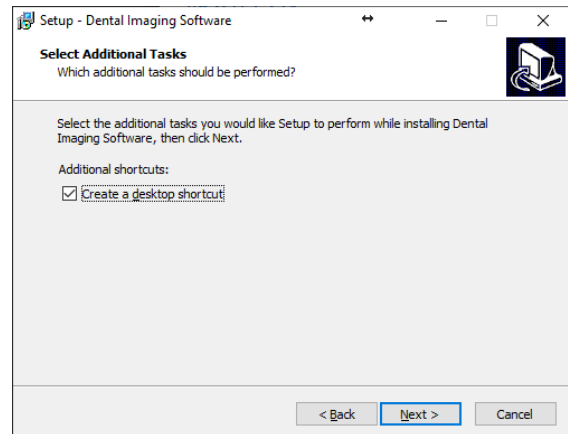 Setup - Dental Imaging Software
Select Additional Tasks
Which additional tasks should be performed?
Select the additional tasks you would like Setup to perform while installing Dental
Imaging Software, then click Next.
Additional shortcuts:
Create a desktop shortcut
< Back
Next >
Cancel